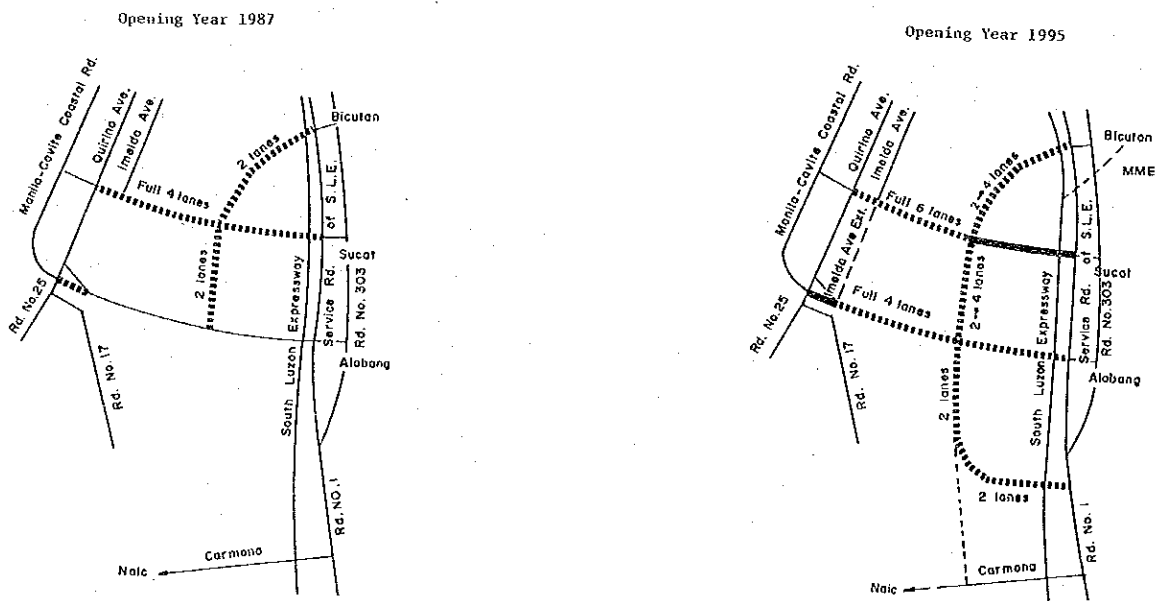 Opening Year 1987
Manila-Cavite Coastal Rd.
Quirino Ave.
Imelda Ave.
Bicutan
2 lanes
Full 4 lanes
of S.L.E.
Sucat
2 lanes
Rd. No.25
Rd. No. 17
South Luzon Expressway
Service Rd.
Rd. No. 303
Alabang
Rd. NO. 1
Carmona
Naic
Opening Year 1995
Manila-Cavite Coastal Rd.
Quirino Ave.
Imelda Ave.
Bicutan
MME
2→4 lanes
Full 6 lanes
of S.L.E.
Imelda Ave Ext.
Sucat
2→4 lanes
Full 4 lanes
Rd. No.25
Rd. No. 17
South Luzon Expressway
Service Rd.
Rd. No.303
Alabang
2 lanes
2 lanes
Rd. No. 1
Carmona
Naic